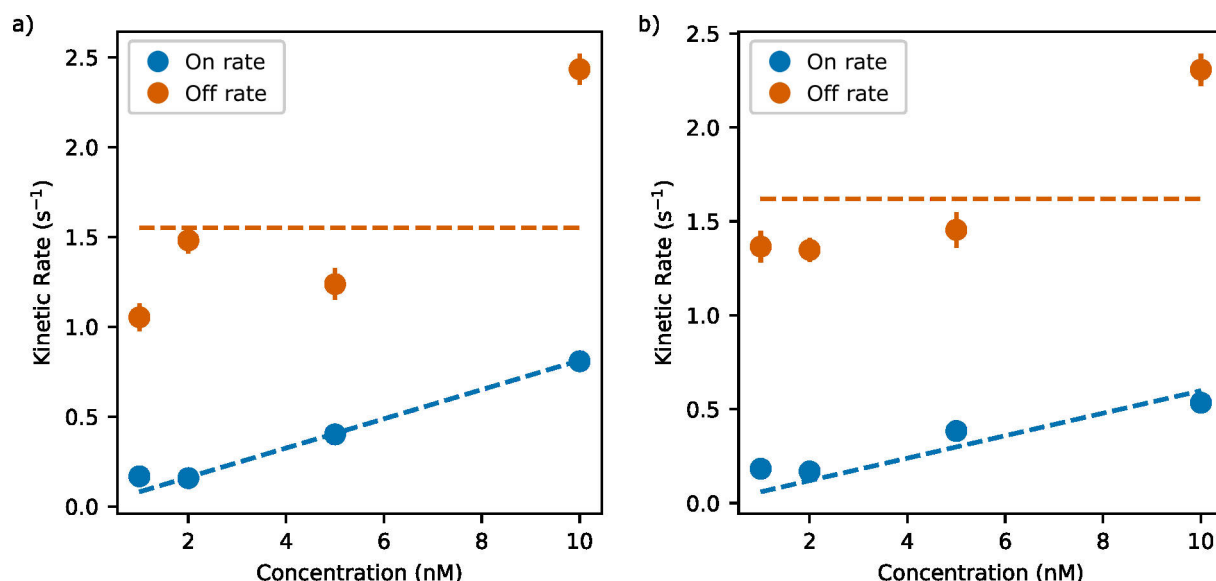 a)
On rate
Off rate
2.5
2.0
1.5
1.0
0.5
0.0
Kinetic Rate (s⁻¹)
2
4
6
8
10
Concentration (nM)
b)
On rate
Off rate
2.5
2.0
1.5
1.0
0.5
0.0
Kinetic Rate (s⁻¹)
2
4
6
8
10
Concentration (nM)